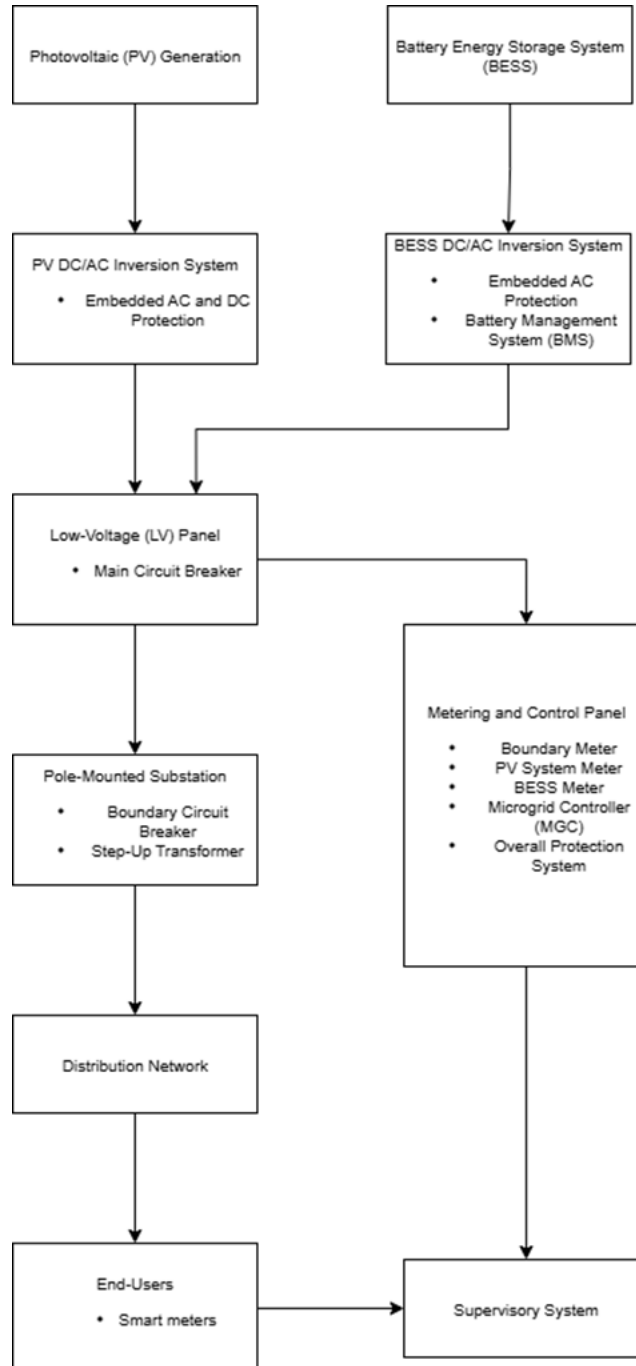 Photovoltaic (PV) Generation
Battery Energy Storage System
(BESS)
PV DC/AC Inversion System
• Embedded AC and DC
Protection
BESS DC/AC Inversion System
• Embedded AC
Protection
• Battery Management
System (BMS)
Low-Voltage (LV) Panel
• Main Circuit Breaker
Metering and Control Panel
• Boundary Meter
• PV System Meter
• BESS Meter
• Microgrid Controller
(MGC)
• Overall Protection
System
Pole-Mounted Substation
• Boundary Circuit
Breaker
• Step-Up Transformer
Distribution Network
End-Users
• Smart meters
Supervisory System